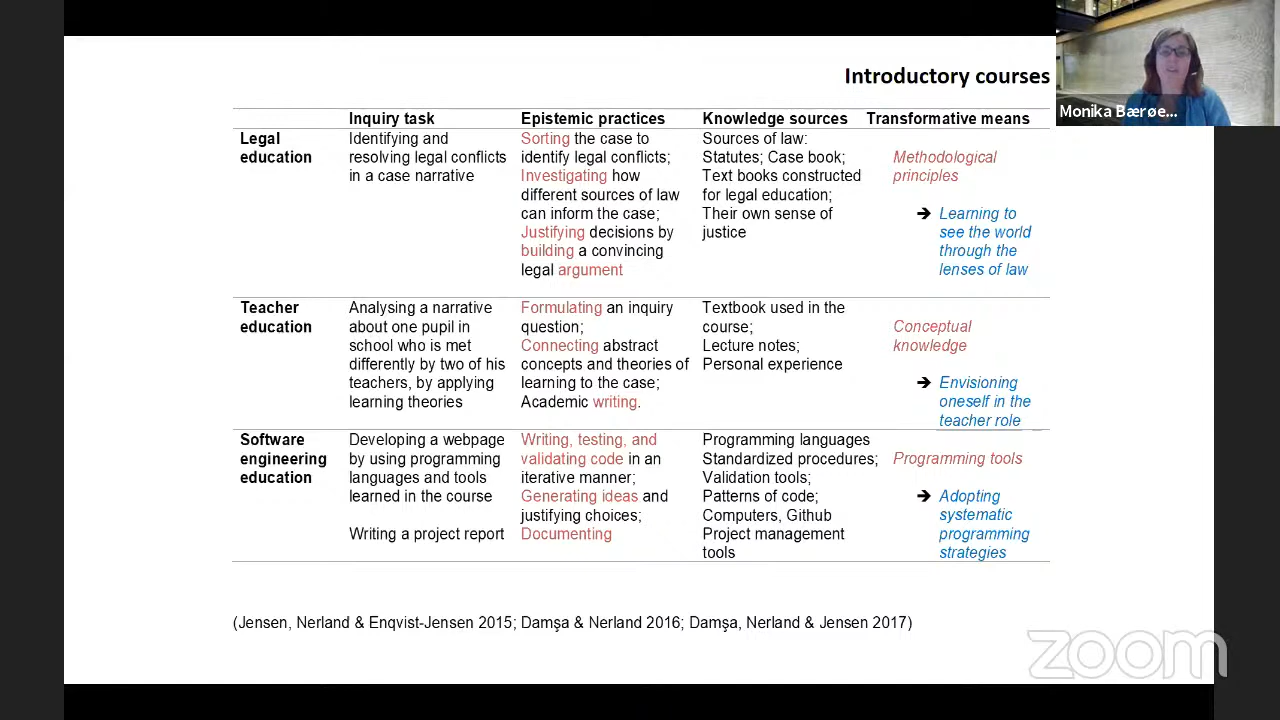 Introductory courses
Monika Bærøe...
Inquiry task Epistemic practices Knowledge sources Transformative means
Legal education
Identifying and
resolving legal conflicts
in a case narrative
Sorting the case to
identify legal conflicts;
Investigating how
different sources of law
can inform the case;
Justifying decisions by
building a convincing
legal argument
Sources of law:
Statutes; Case book;
Text books constructed
for legal education;
Their own sense of
justice
Methodological
principles
➔ Learning to
see the world
through the
lenses of law
Teacher
education
Analysing a narrative
about one pupil in
school who is met
differently by two of his
teachers, by applying
learning theories
Formulating an inquiry
question;
Connecting abstract
concepts and theories of
learning to the case;
Academic writing.
Textbook used in the
course;
Lecture notes;
Personal experience
Conceptual
knowledge
➔ Envisioning
oneself in the
teacher role
Software
engineering
education
Developing a webpage
by using programming
languages and tools
learned in the course
Writing a project report
Writing, testing, and
validating code in an
iterative manner;
Generating ideas and
justifying choices;
Documenting
Programming languages
Standardized procedures;
Validation tools;
Patterns of code;
Computers, Github
Project management
tools
Programming tools
➔ Adopting
systematic
programming
strategies
(Jensen, Nerland & Enqvist-Jensen 2015; Damşa & Nerland 2016; Damşa, Nerland & Jensen 2017)
zoom